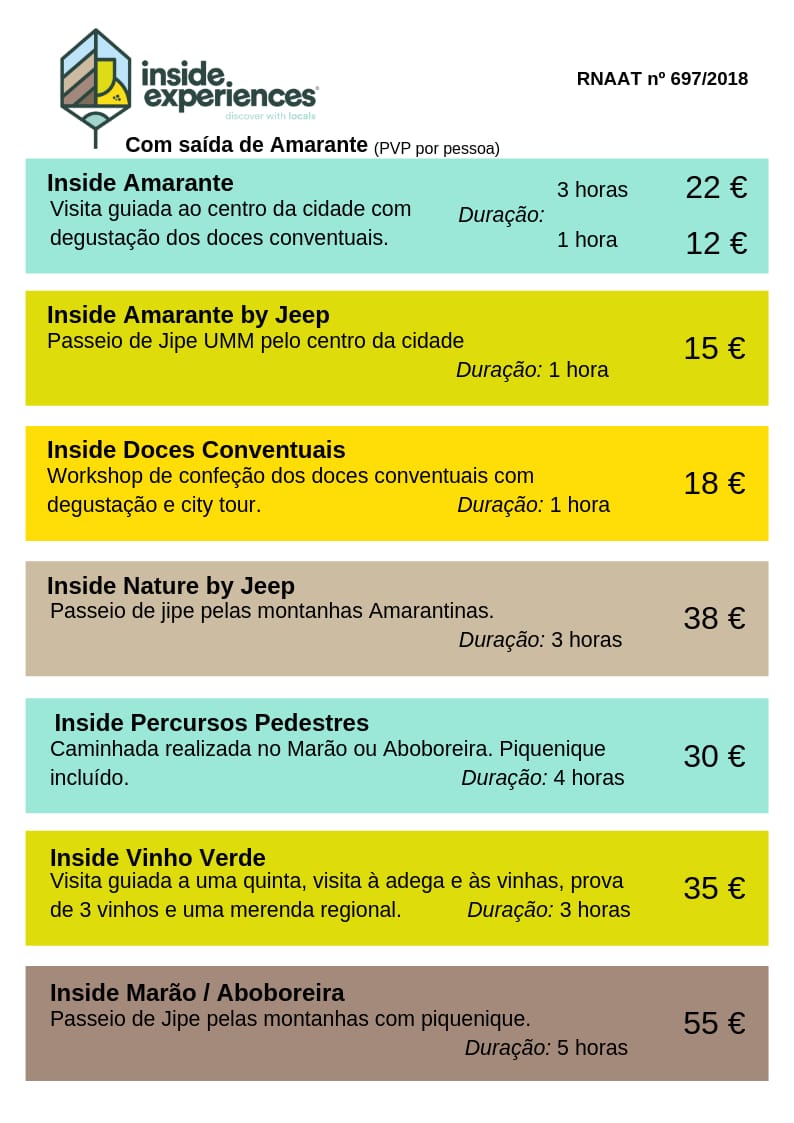 inside
experiences®
discover with locals
RNAAT nº 697/2018
Com saída de Amarante (PVP por pessoa)
Inside Amarante
Visita guiada ao centro da cidade com
degustação dos doces conventuais.
Duração:
3 horas 22 €
1 hora 12 €
Inside Amarante by Jeep
Passeio de Jipe UMM pelo centro da cidade
Duração: 1 hora
15 €
Inside Doces Conventuais
Workshop de confeção dos doces conventuais com
degustação e city tour. Duração: 1 hora
18 €
Inside Nature by Jeep
Passeio de jipe pelas montanhas Amarantinas.
Duração: 3 horas
38 €
Inside Percursos Pedestres
Caminhada realizada no Marão ou Aboboreira. Piquenique
incluído. Duração: 4 horas
30 €
Inside Vinho Verde
Visita guiada a uma quinta, visita à adega e às vinhas, prova
de 3 vinhos e uma merenda regional. Duração: 3 horas
35 €
Inside Marão / Aboboreira
Passeio de Jipe pelas montanhas com piquenique.
Duração: 5 horas
55 €